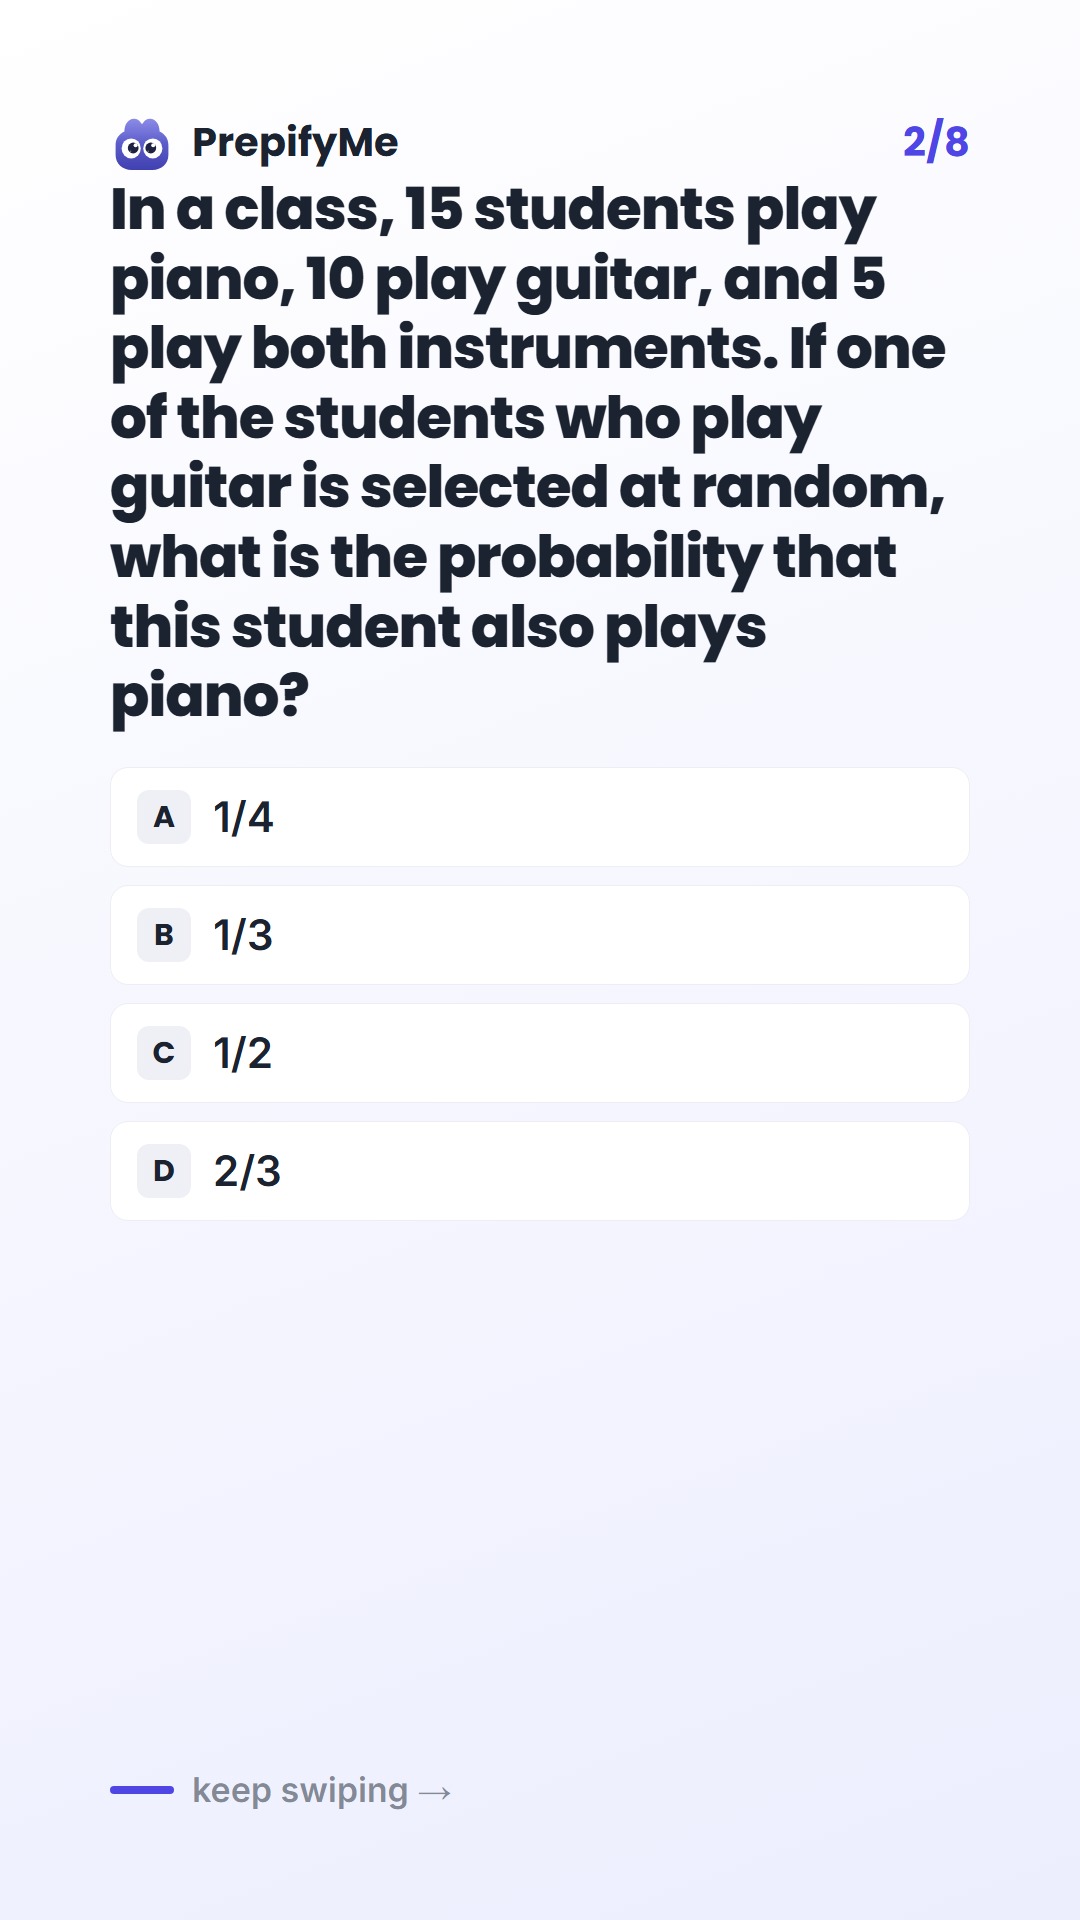 PrepifyMe
2/8
In a class, 15 students play
piano, 10 play guitar, and 5
play both instruments. If one
of the students who play
guitar is selected at random,
what is the probability that
this student also plays
piano?
A 1/4
B 1/3
C 1/2
D 2/3
keep swiping →